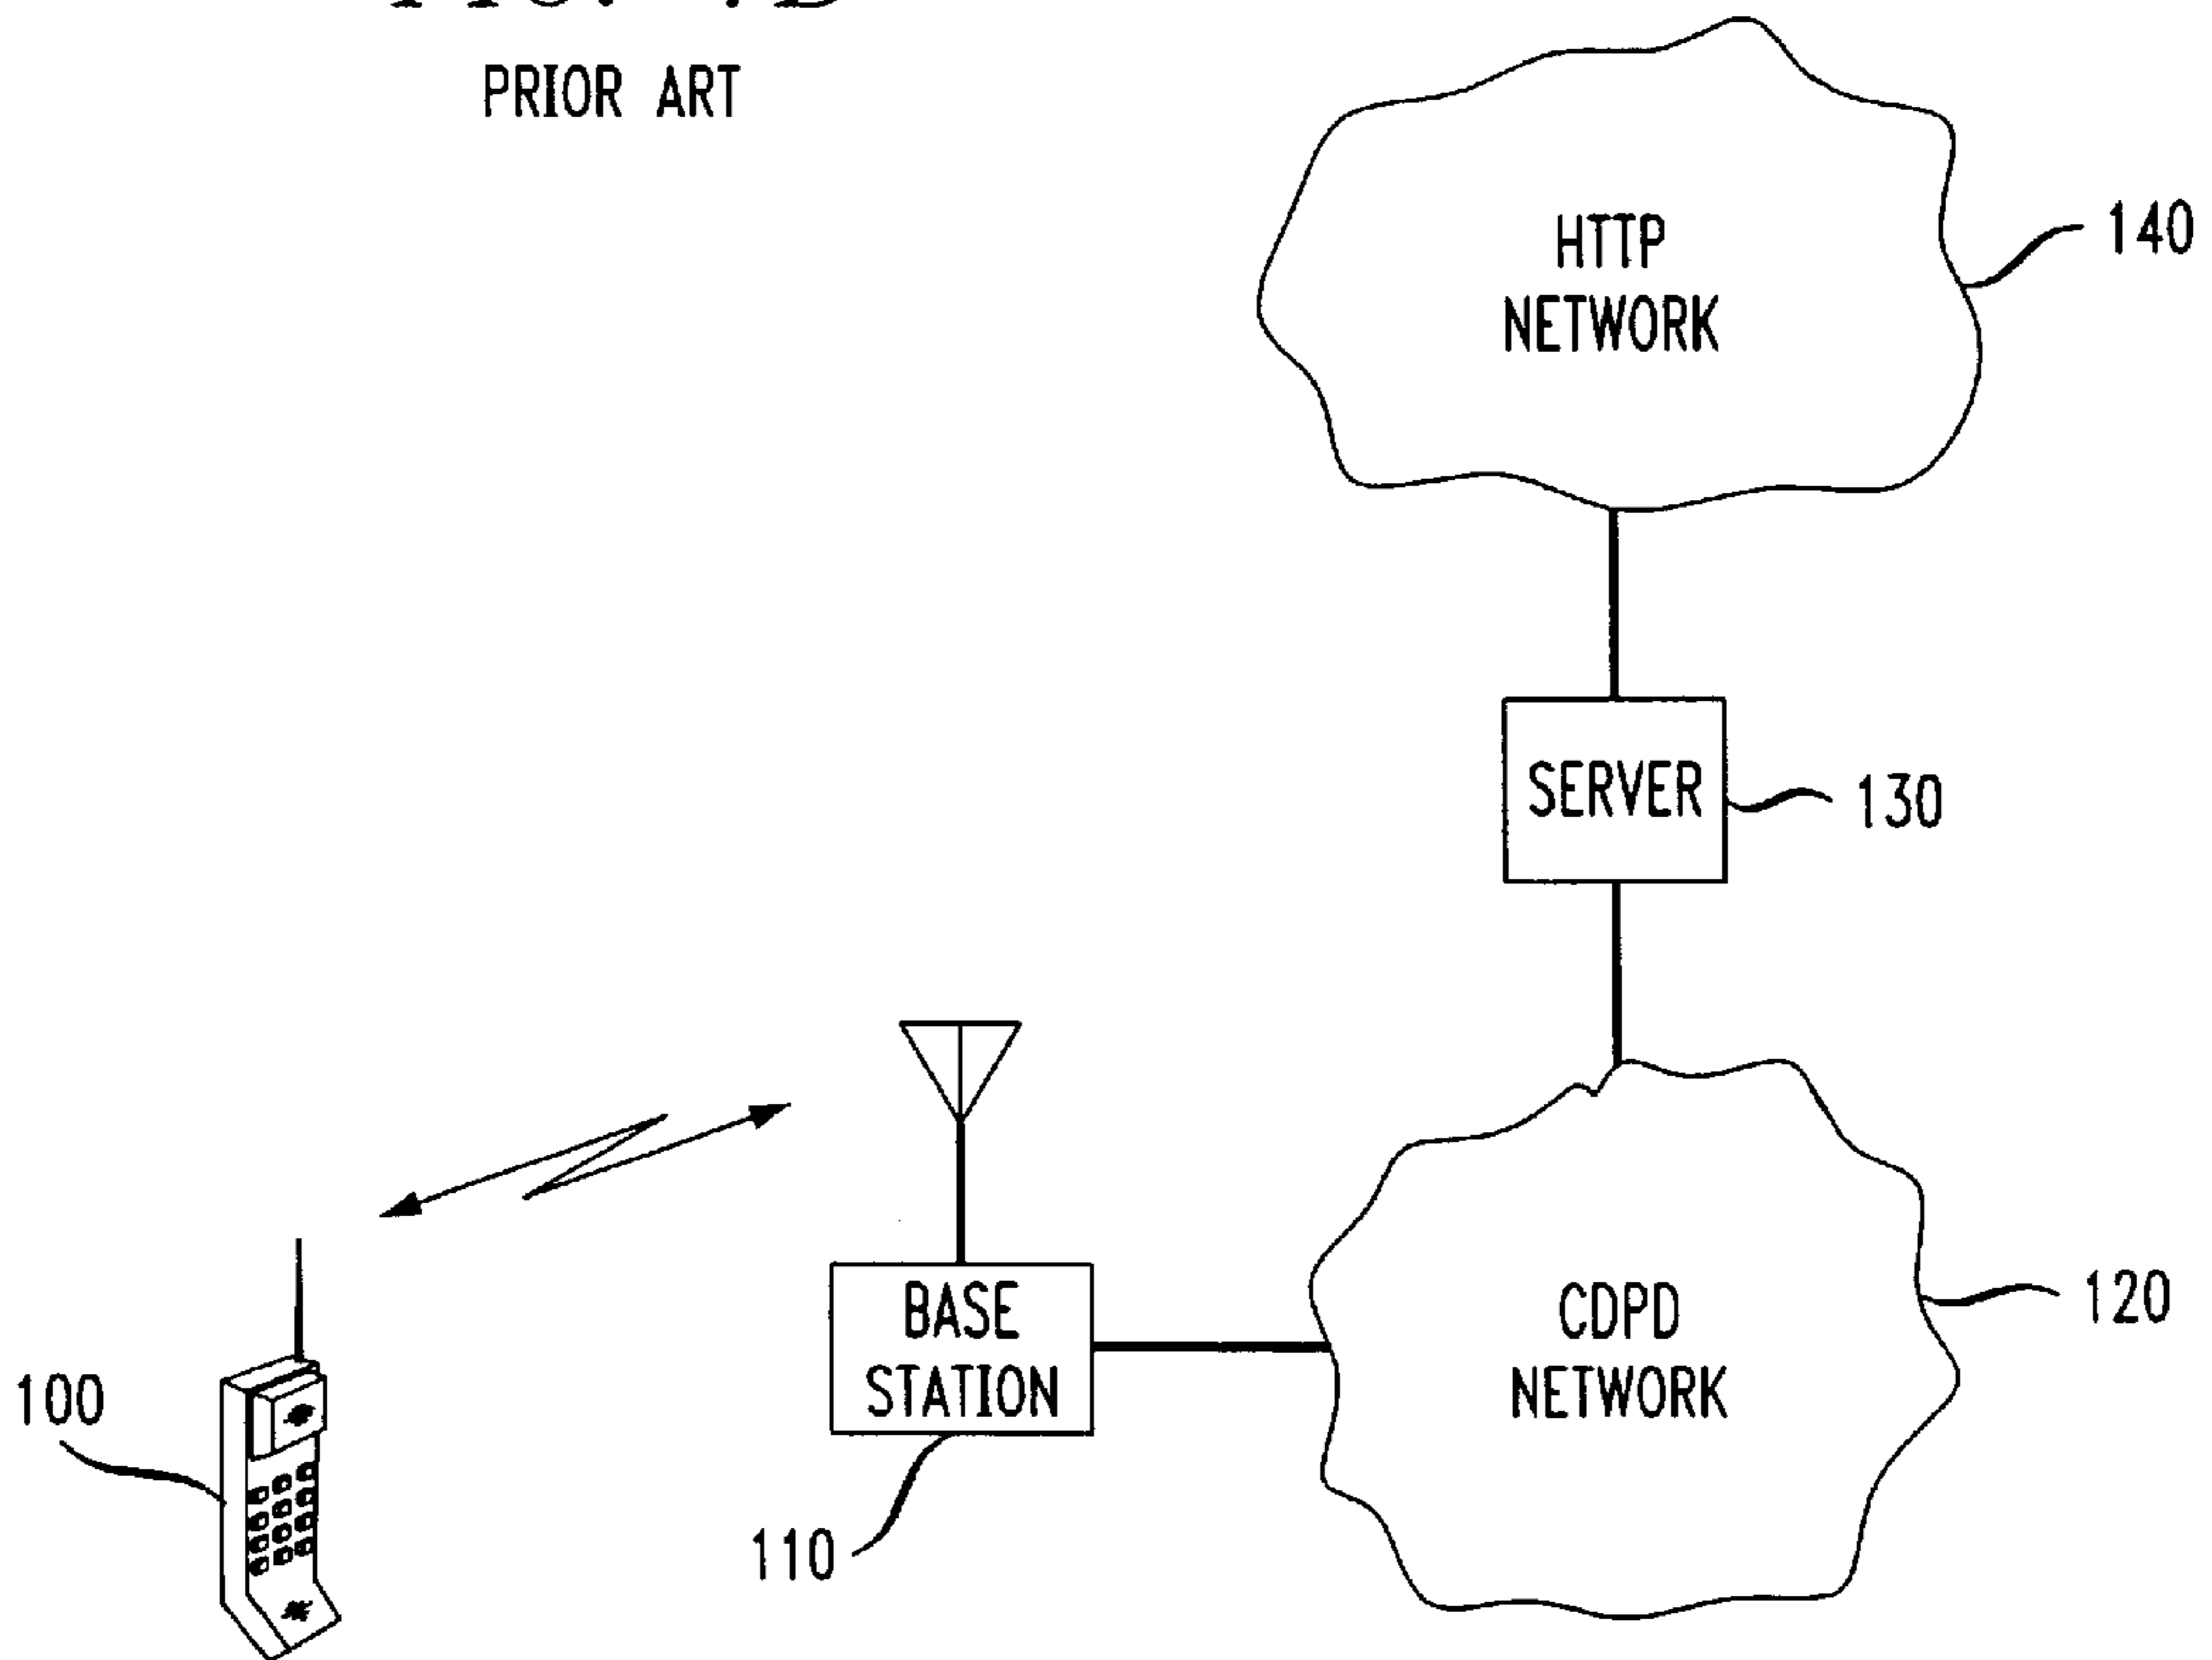 PRIOR ART
HTTP
NETWORK
140
SERVER
130
BASE
STATION
CDPD
NETWORK
120
100
110